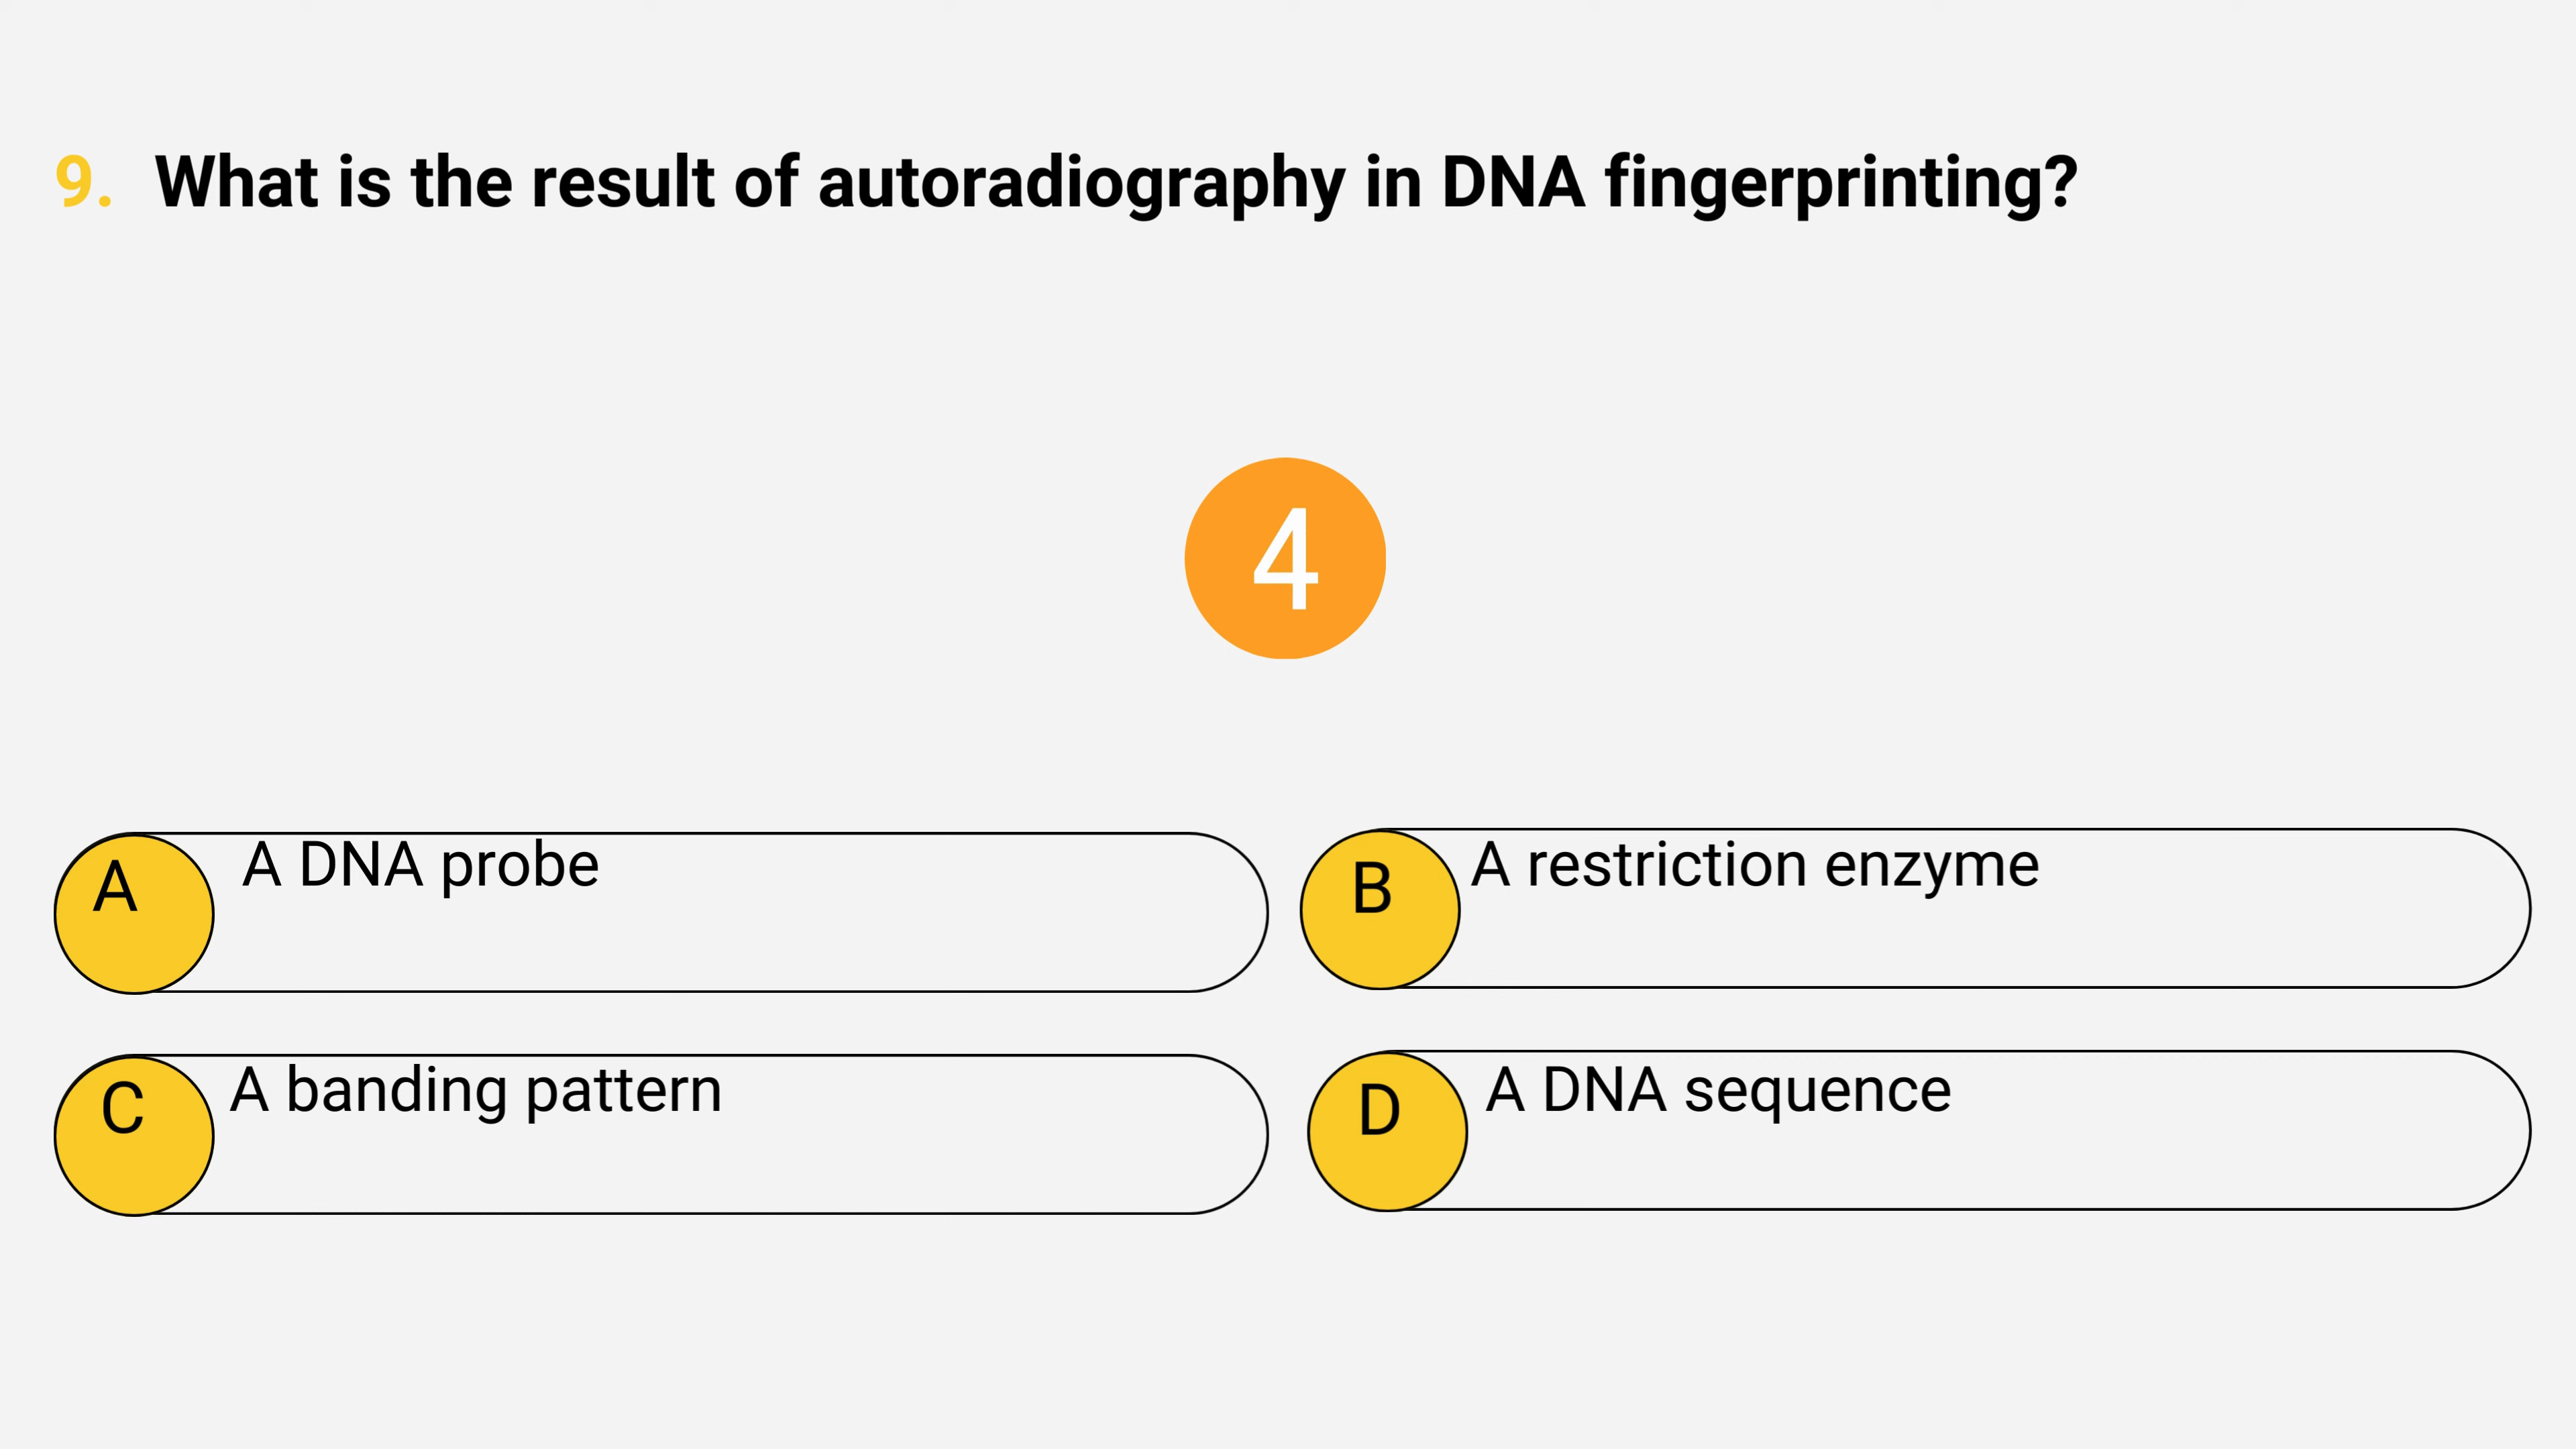 9. What is the result of autoradiography in DNA fingerprinting?
4
A A DNA probe
B A restriction enzyme
C A banding pattern
D A DNA sequence